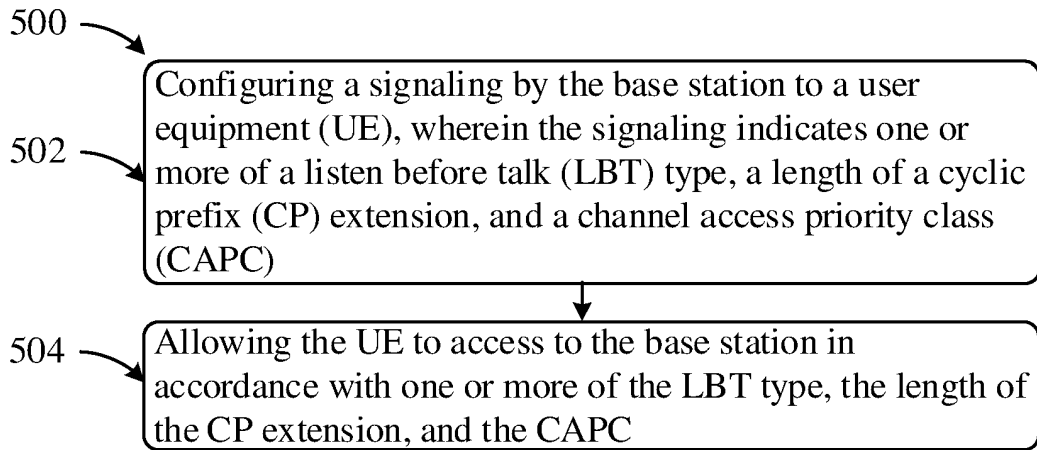 500
502
Configuring a signaling by the base station to a user
equipment (UE), wherein the signaling indicates one or
more of a listen before talk (LBT) type, a length of a cyclic
prefix (CP) extension, and a channel access priority class
(CAPC)
504
Allowing the UE to access to the base station in
accordance with one or more of the LBT type, the length of
the CP extension, and the CAPC